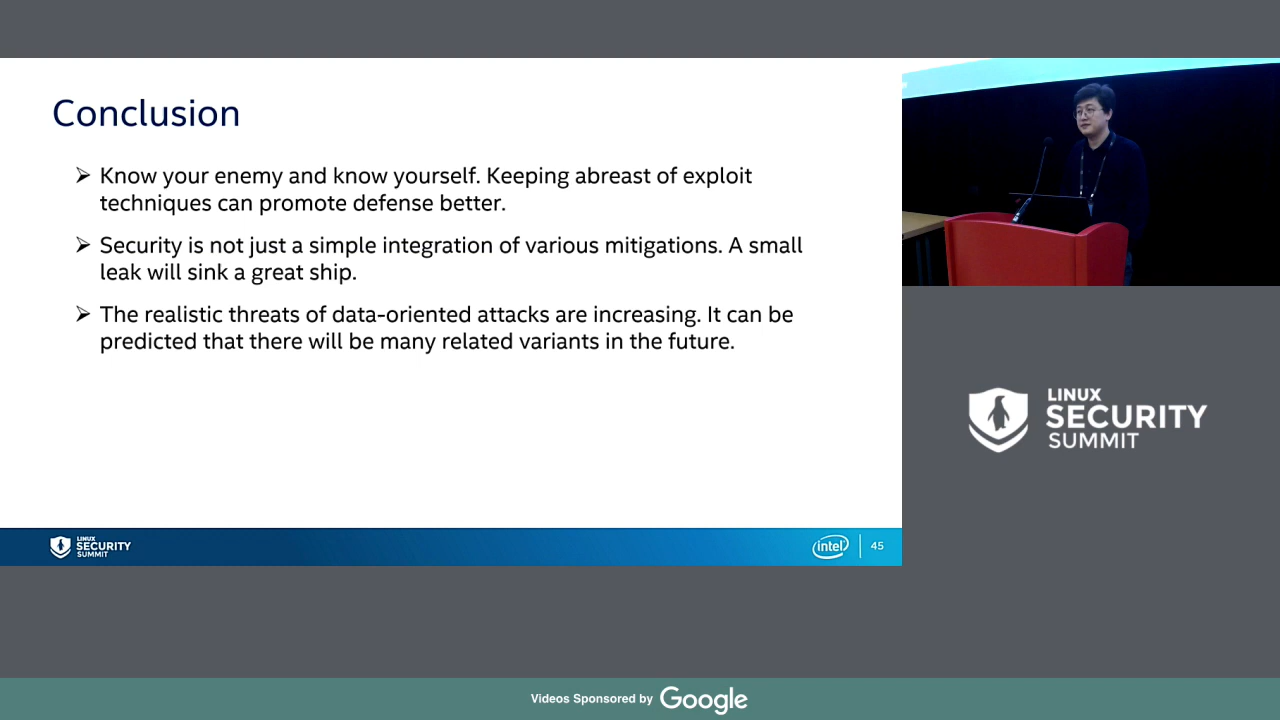 Conclusion
Know your enemy and know yourself. Keeping abreast of exploit
techniques can promote defense better.
Security is not just a simple integration of various mitigations. A small
leak will sink a great ship.
The realistic threats of data-oriented attacks are increasing. It can be
predicted that there will be many related variants in the future.
LINUX
SECURITY
SUMMIT
intel
45
LINUX
SECURITY
SUMMIT
Videos Sponsored by Google